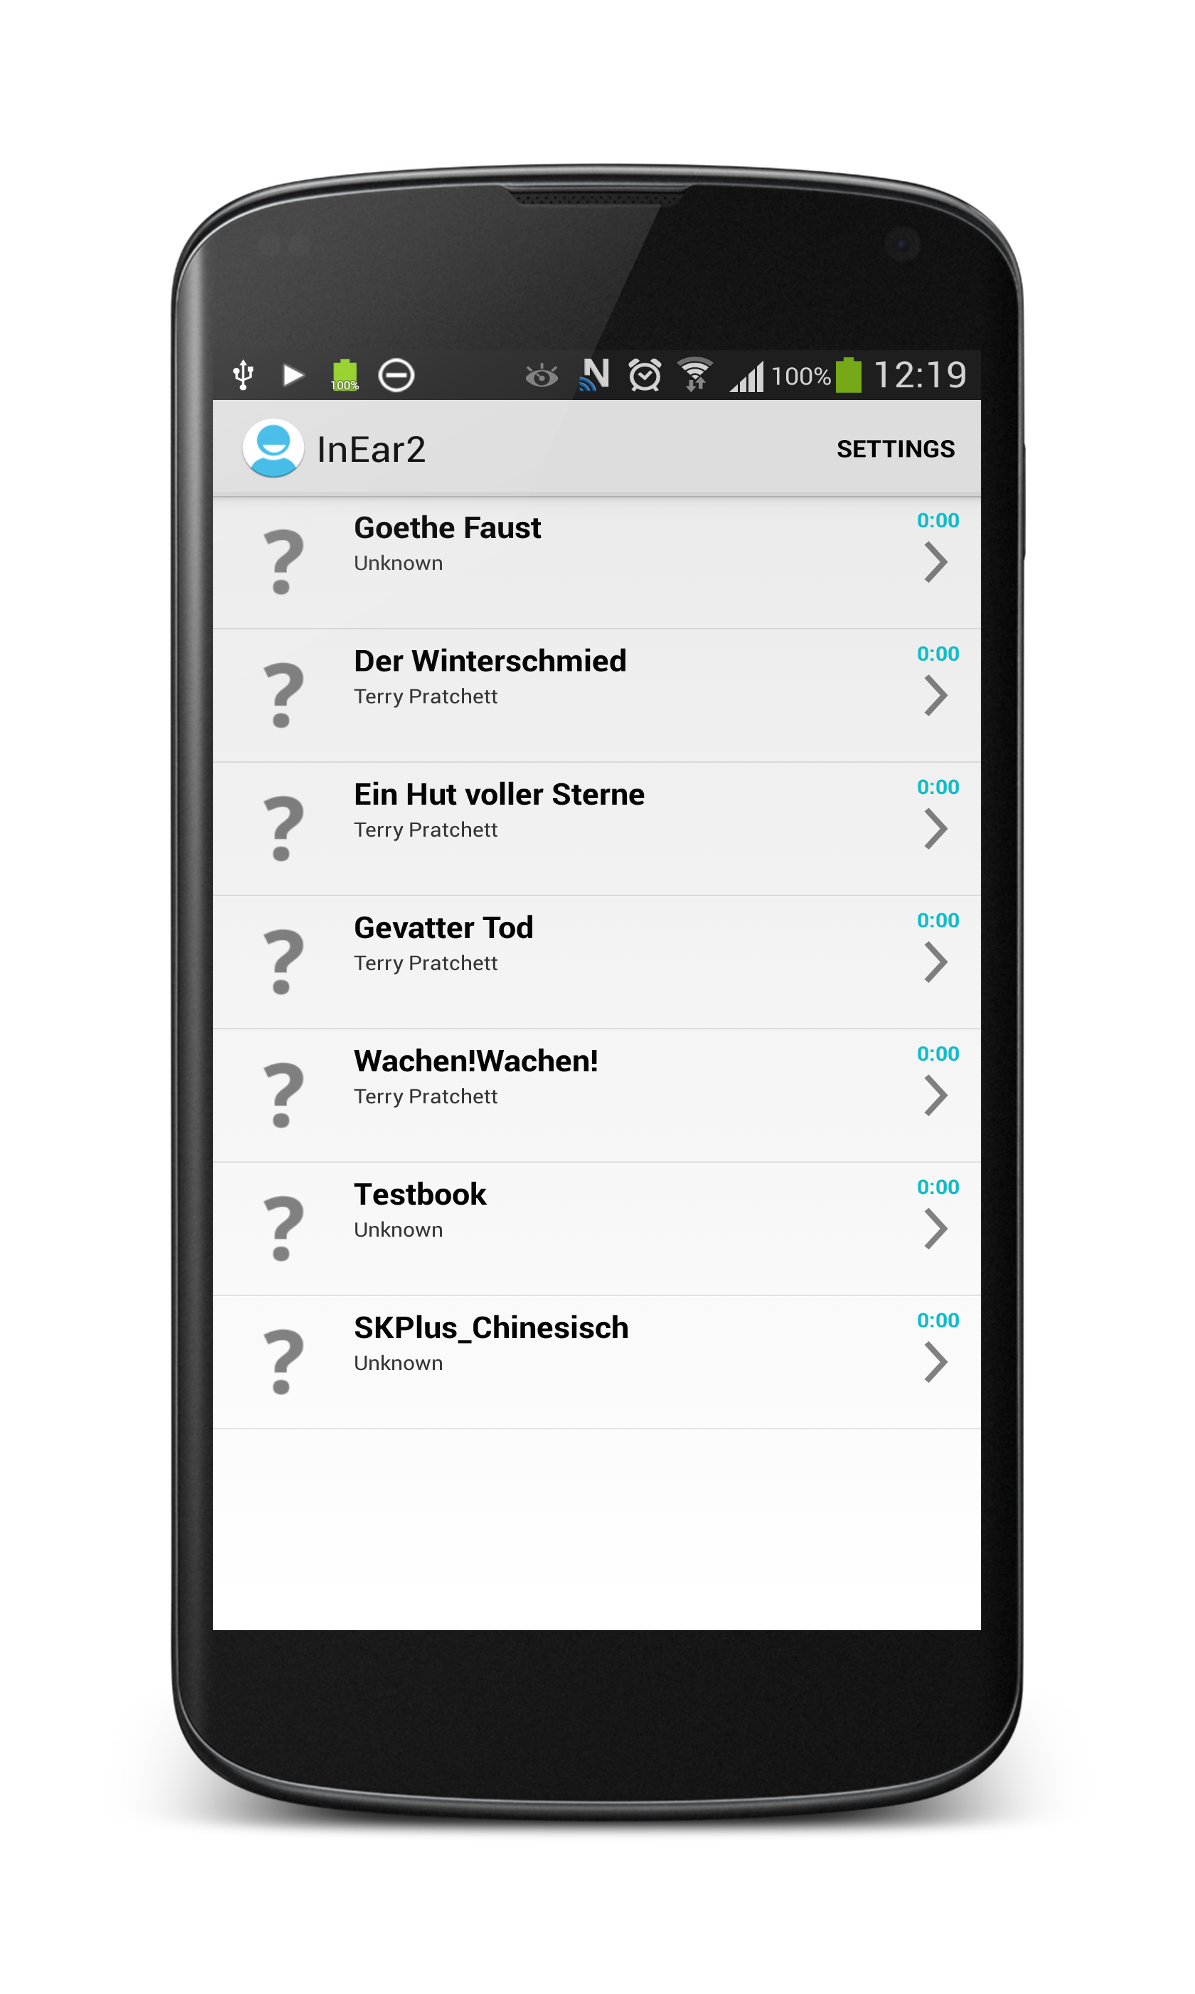 100% N 100% 12:19
InEar2 SETTINGS
Goethe Faust 0:00
Unknown
Der Winterschmied 0:00
Terry Pratchett
Ein Hut voller Sterne 0:00
Terry Pratchett
Gevatter Tod 0:00
Terry Pratchett
Wachen!Wachen! 0:00
Terry Pratchett
Testbook 0:00
Unknown
SKPlus_Chinesisch 0:00
Unknown